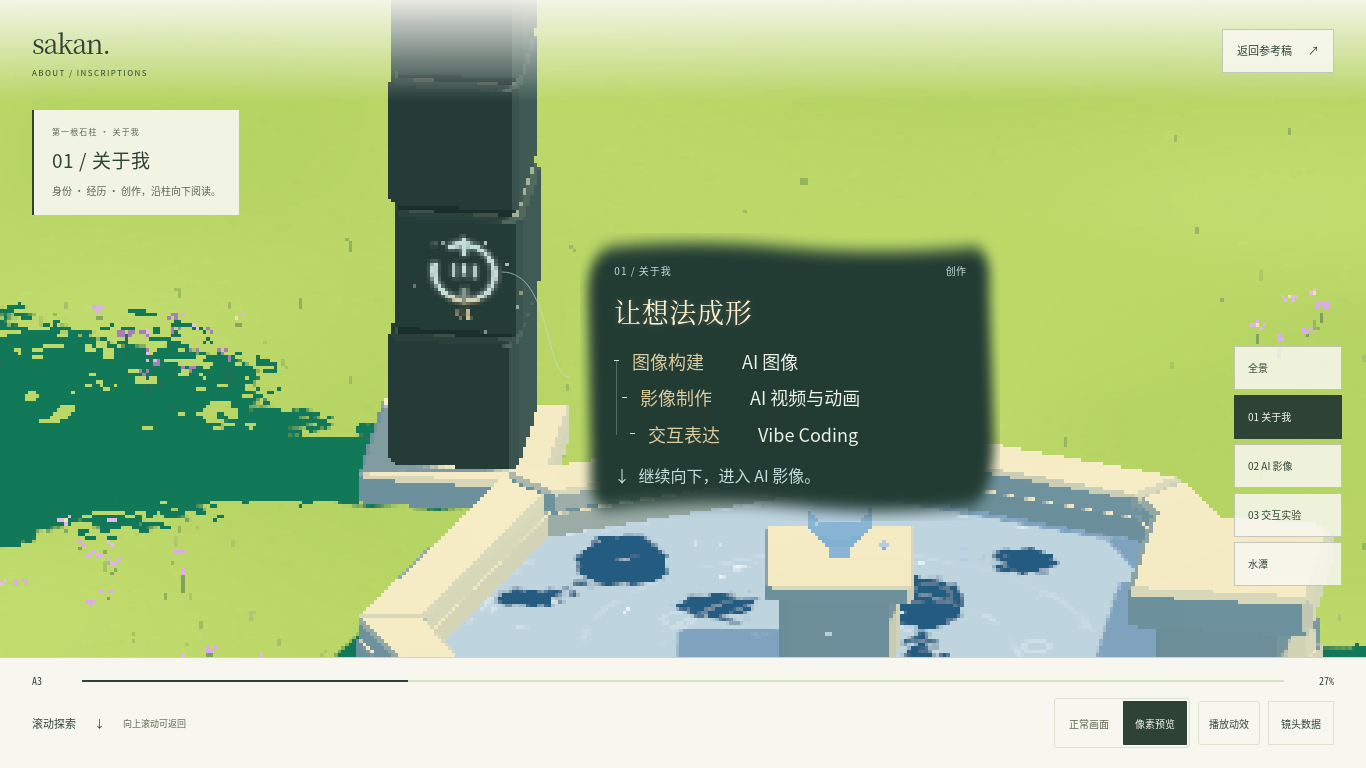 sakan.
ABOUT / INSCRIPTIONS
返回参考稿 ↗
第一根石柱 · 关于我
01 / 关于我
身份 · 经历 · 创作，沿柱向下阅读。
01 / 关于我
创作
让想法成形
图像构建 AI 图像
影像制作 AI 视频与动画
交互表达 Vibe Coding
↓ 继续向下，进入 AI 影像。
全景
01 关于我
02 AI 影像
03 交互实验
水潭
A3
27%
滚动探索 ↓ 向上滚动可返回
正常画面
像素预览
播放动效
镜头数据